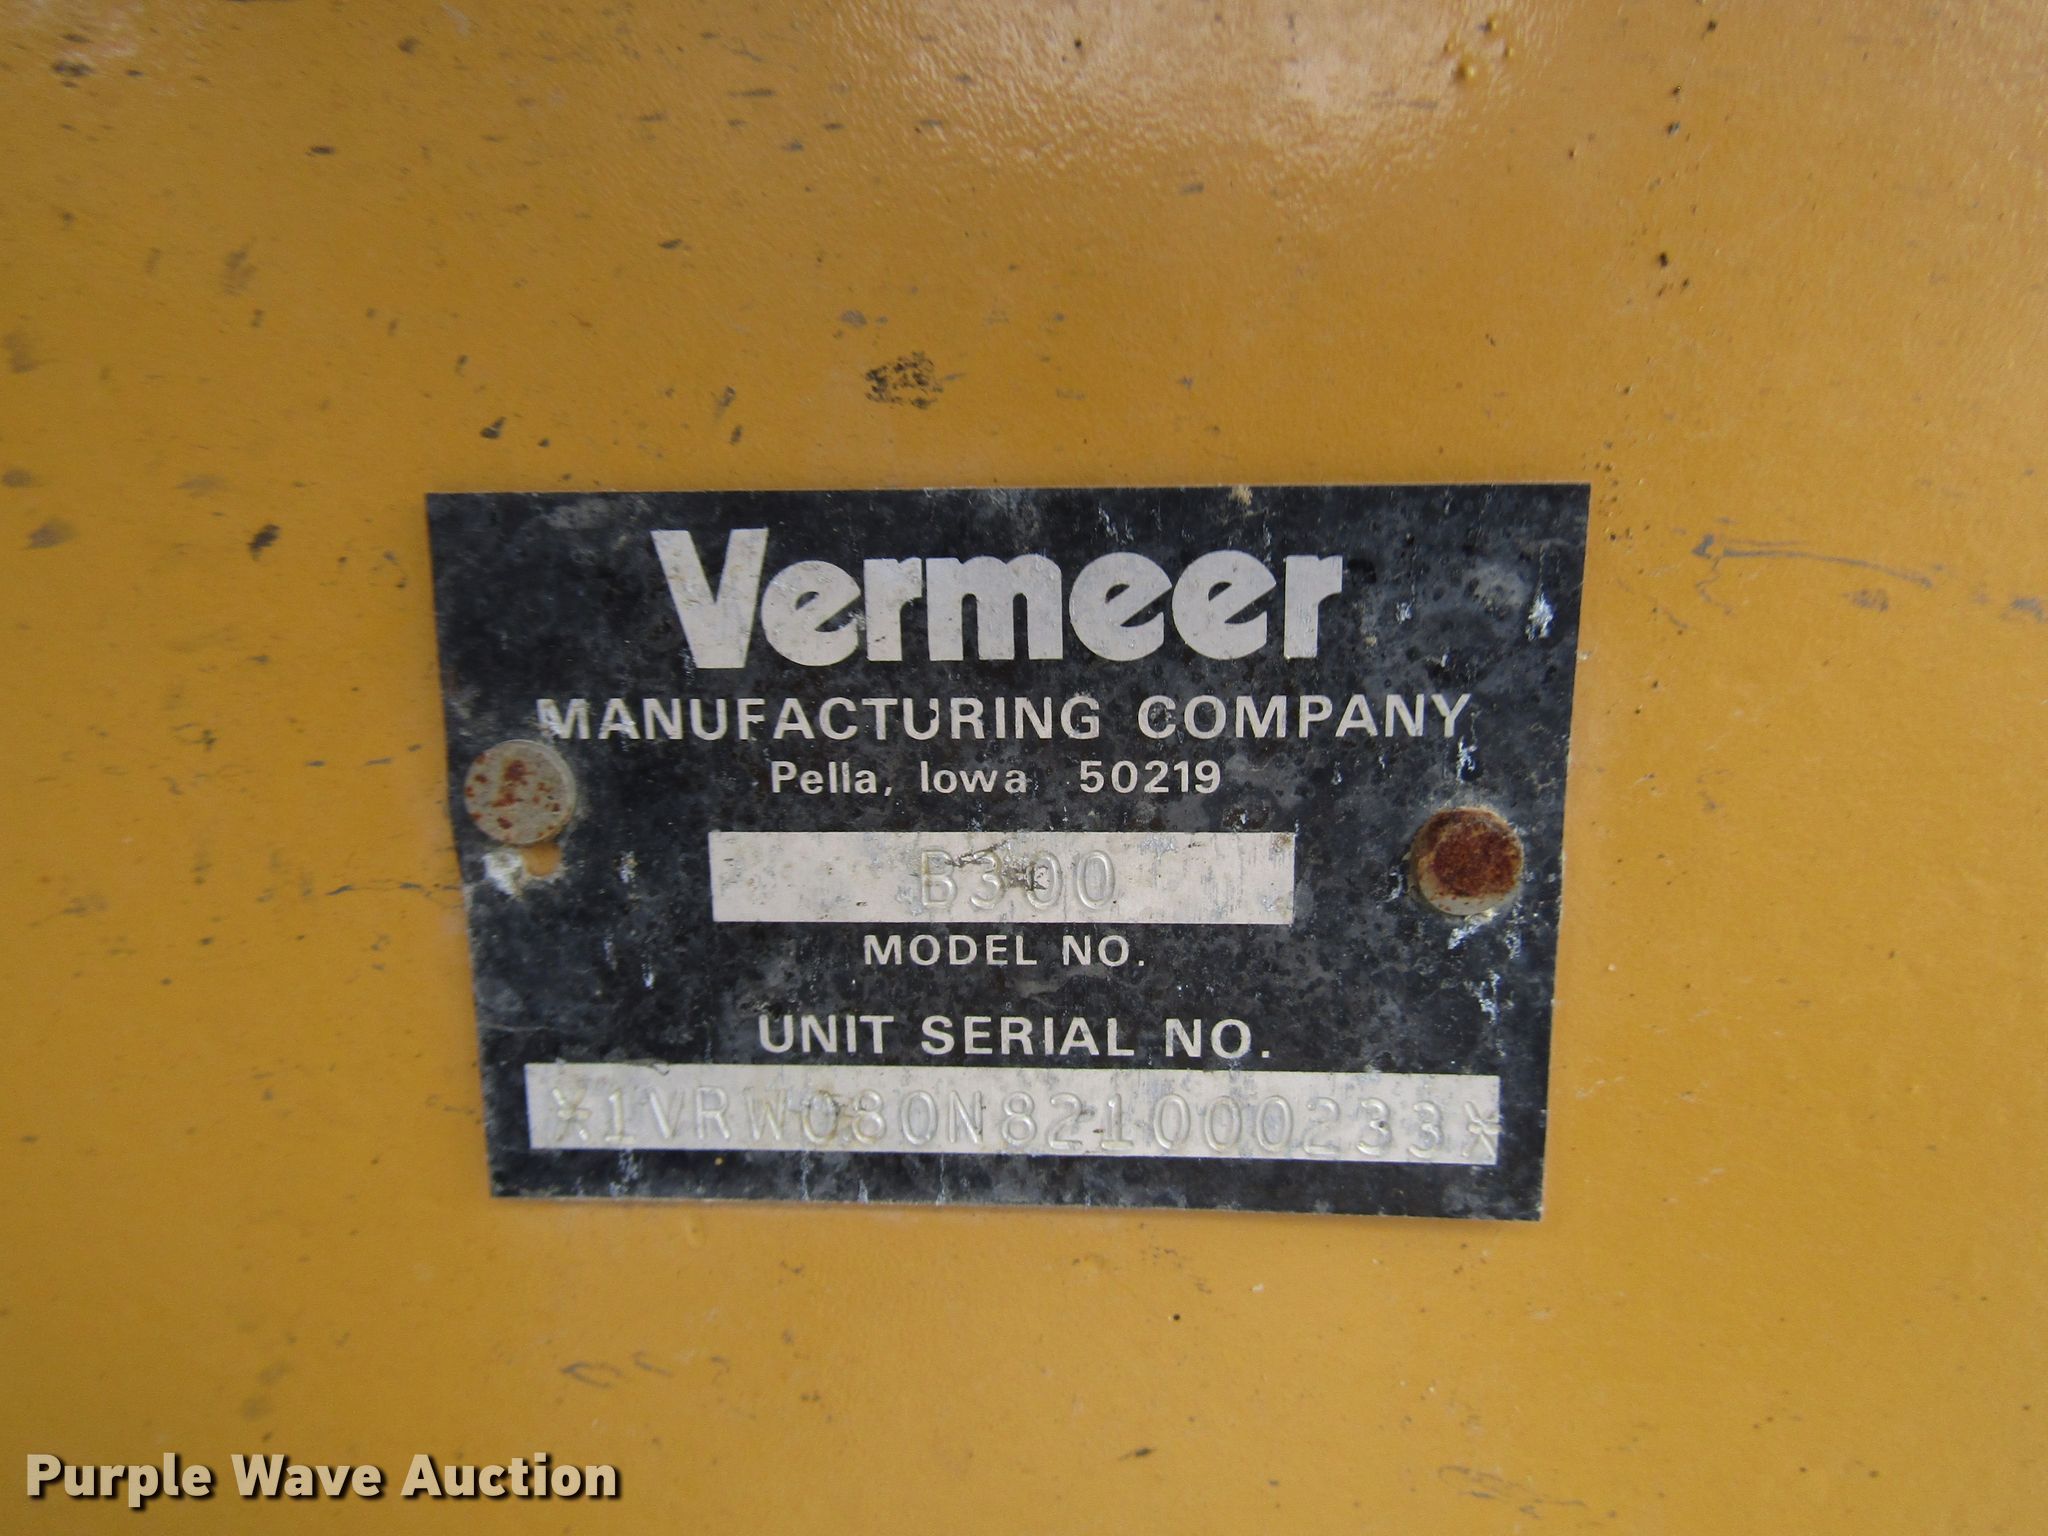 Vermeer
MANUFACTURING COMPANY
Pella, Iowa 50219
B300
MODEL NO.
UNIT SERIAL NO.
*1VRW080N821000233*
Purple Wave Auction